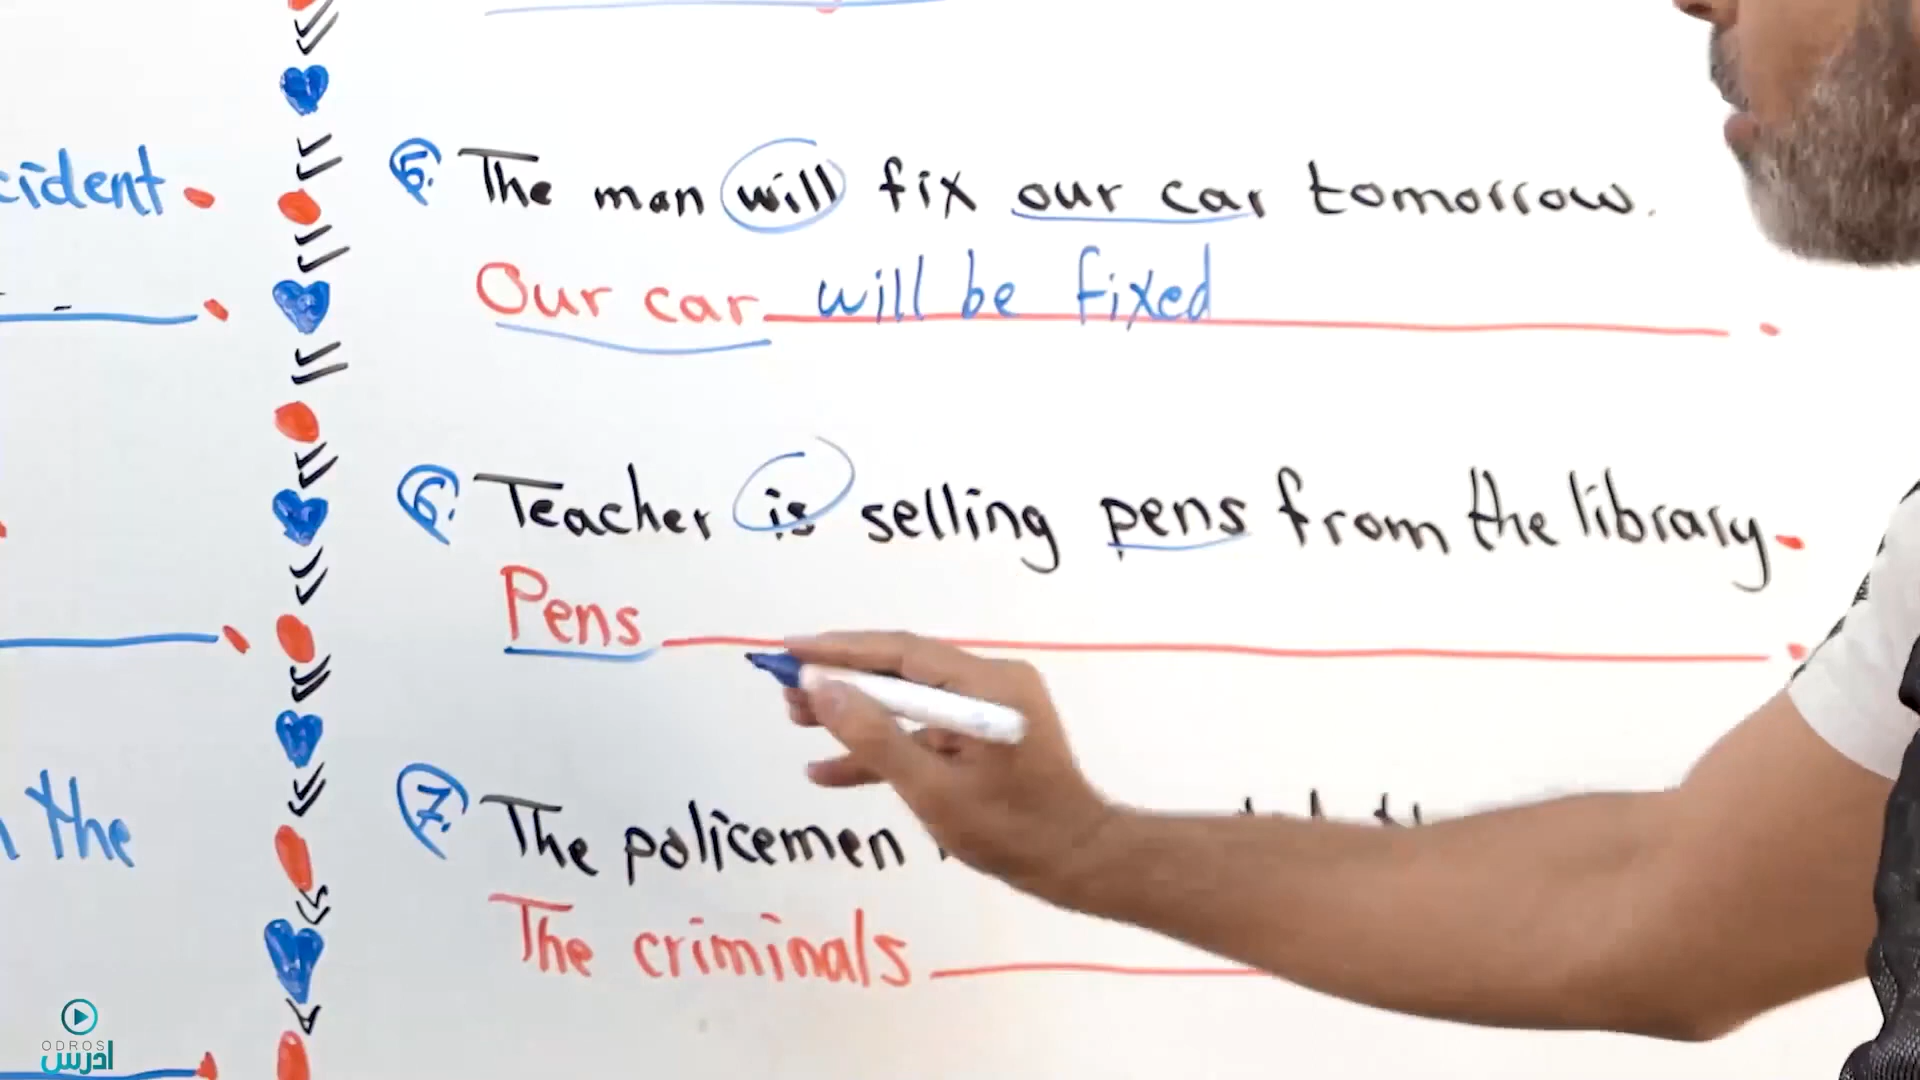 cident.
5. The man will fix our car tomorrow.
Our car will be fixed .
6. Teacher is selling pens from the library.
Pens .
the
7. The policemen
The criminals
ODROS
ادرس